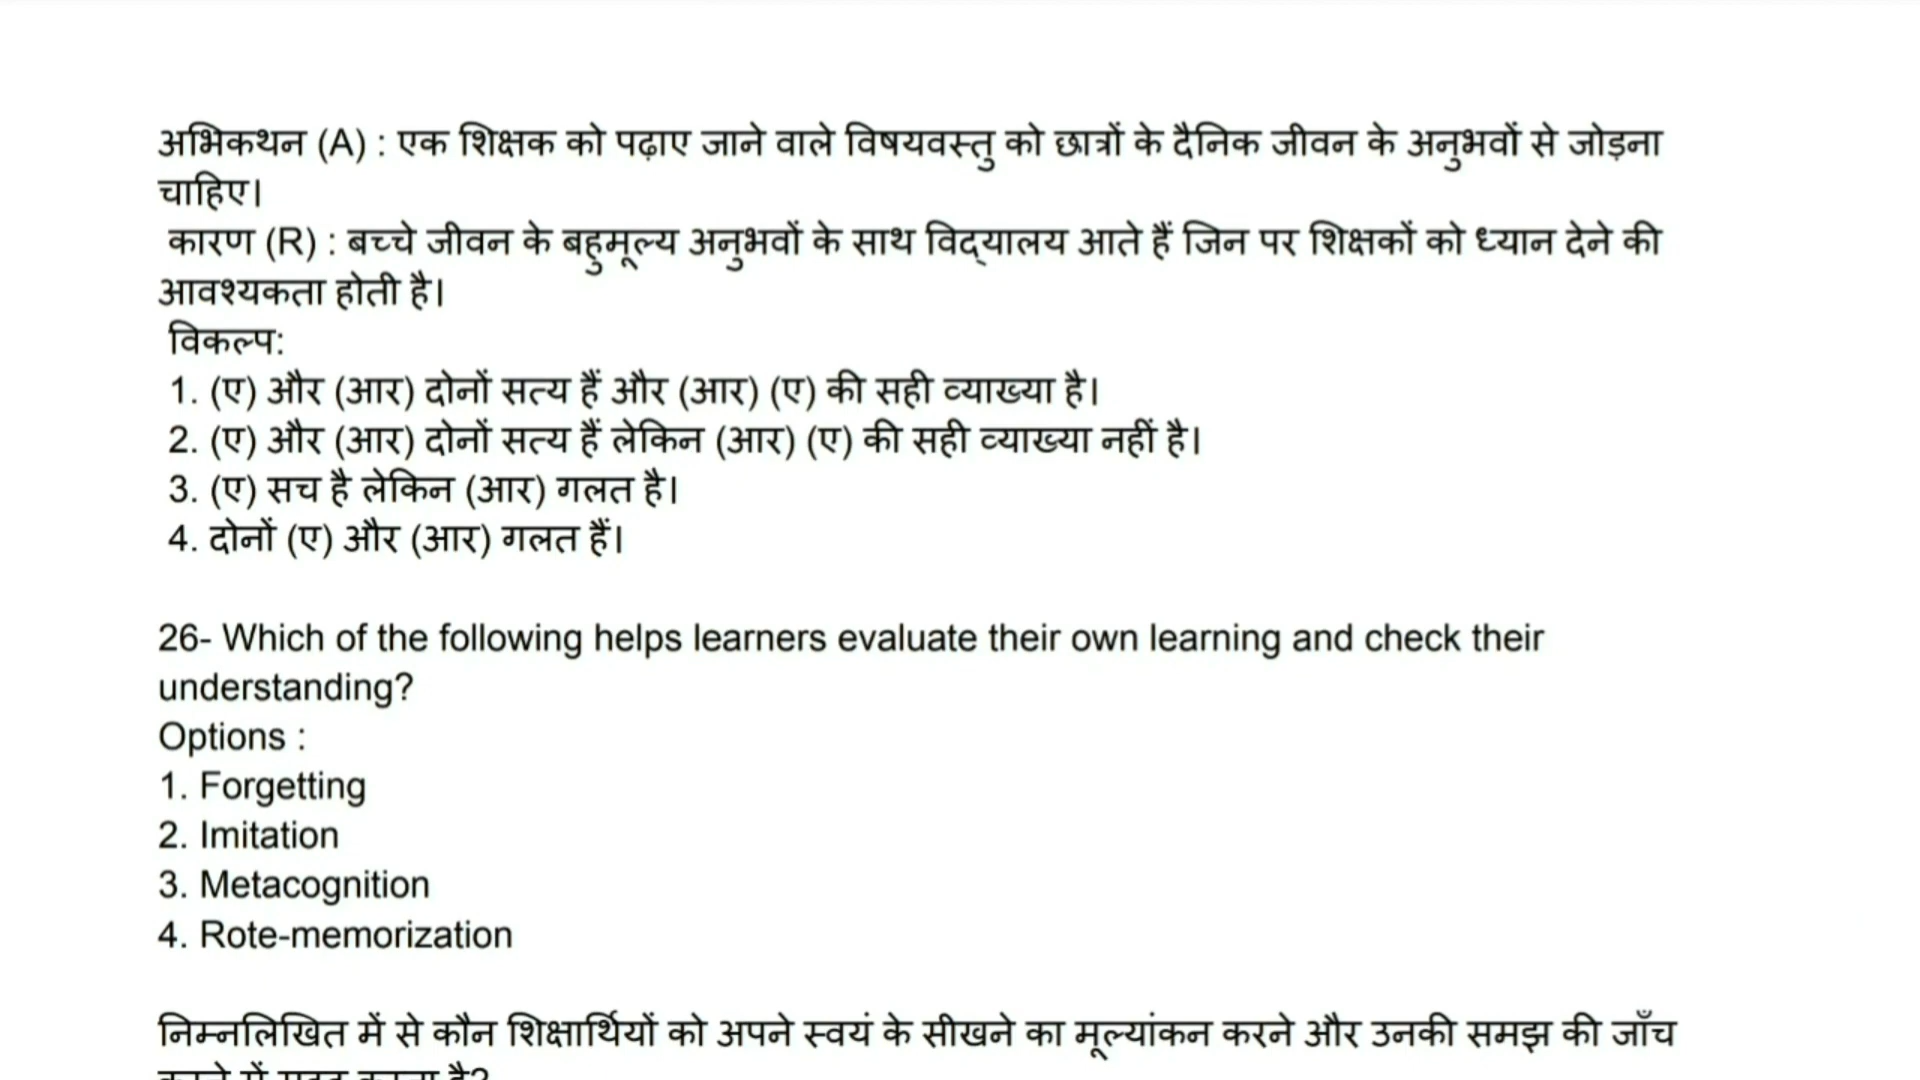 अभिकथन (A) : एक शिक्षक को पढ़ाए जाने वाले विषयवस्तु को छात्रों के दैनिक जीवन के अनुभवों से जोड़ना
चाहिए।
कारण (R) : बच्चे जीवन के बहुमूल्य अनुभवों के साथ विद्यालय आते हैं जिन पर शिक्षकों को ध्यान देने की
आवश्यकता होती है।
विकल्प:
1. (ए) और (आर) दोनों सत्य हैं और (आर) (ए) की सही व्याख्या है।
2. (ए) और (आर) दोनों सत्य हैं लेकिन (आर) (ए) की सही व्याख्या नहीं है।
3. (ए) सच है लेकिन (आर) गलत है।
4. दोनों (ए) और (आर) गलत हैं।
26- Which of the following helps learners evaluate their own learning and check their
understanding?
Options :
1. Forgetting
2. Imitation
3. Metacognition
4. Rote-memorization
निम्नलिखित में से कौन शिक्षार्थियों को अपने स्वयं के सीखने का मूल्यांकन करने और उनकी समझ की जाँच
करने में मदद करता है?